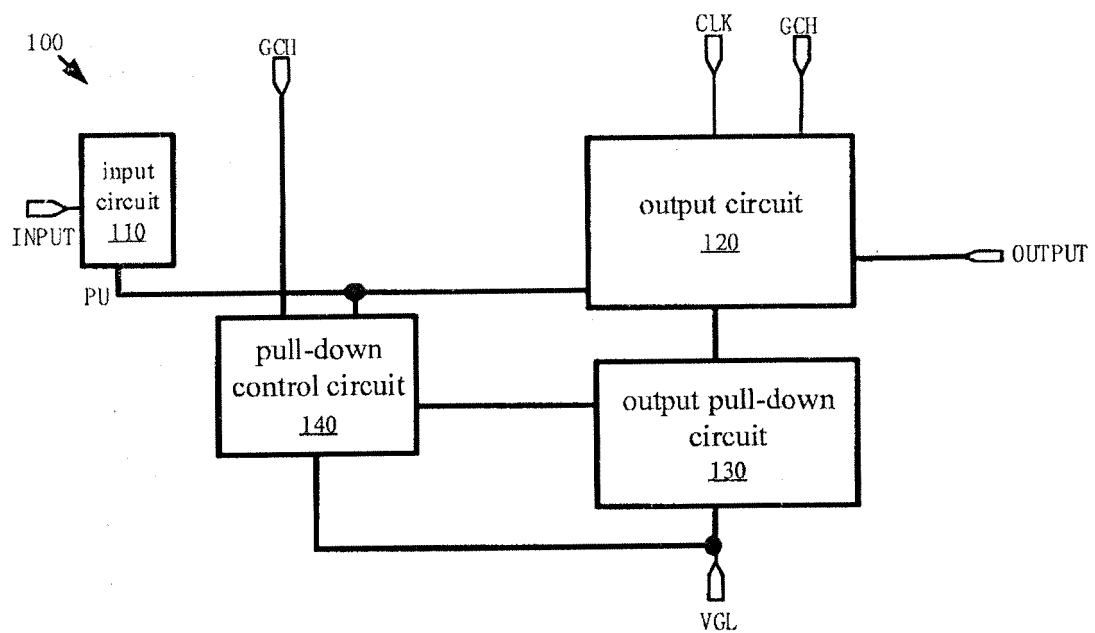 100
GCH
CLK
GCH
input
circuit
110
INPUT
output circuit
120
OUTPUT
PU
pull-down
control circuit
140
output pull-down
circuit
130
VGL